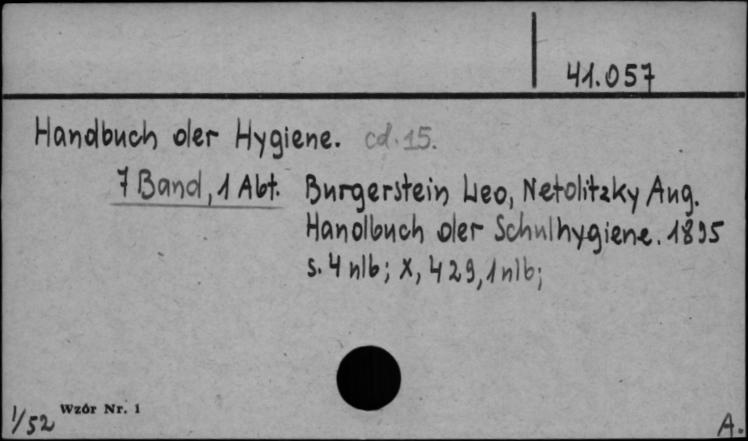 41.057
Handbuch der Hygiene. cd. 15.
7 Band, 1 Abt. Burgerstein Leo, Netolitzky Aug.
Handbuch der Schulhygiene. 1895
s. 4 nlb; X, 429, 1 nlb;
Wzór Nr. 1
1/52
A.